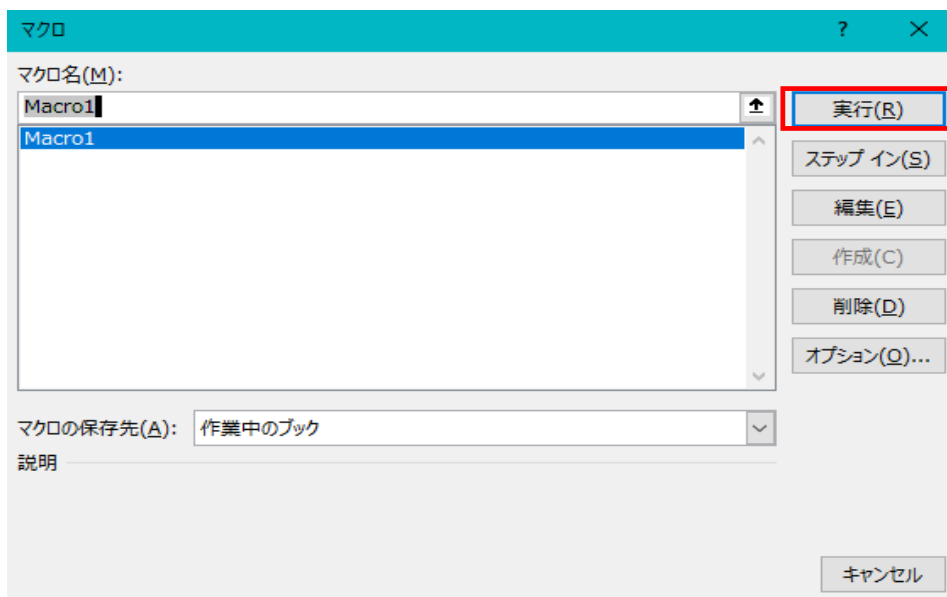 マクロ ?
マクロ名(M):
Macro1
実行(R)
Macro1
ステップ イン(S)
編集(E)
作成(C)
削除(D)
オプション(O)...
マクロの保存先(A): 作業中のブック
説明
キャンセル